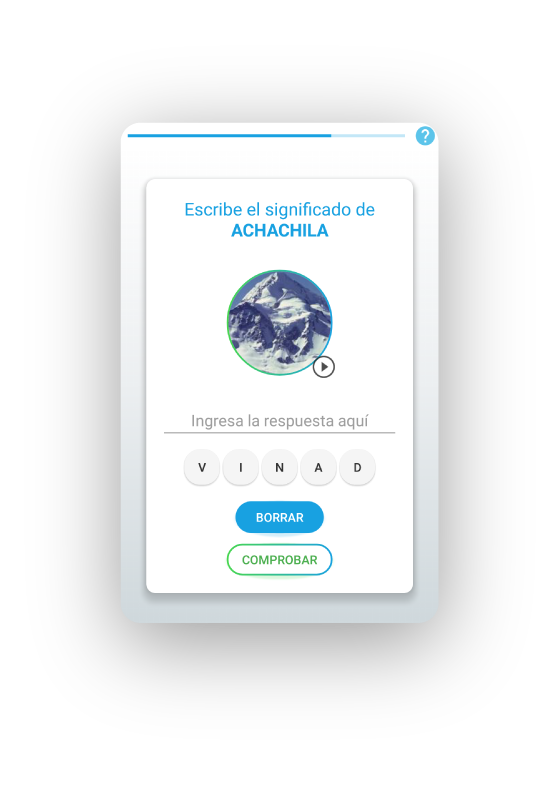 ?
Escribe el significado de
ACHACHILA
Ingresa la respuesta aquí
V I N A D
BORRAR
COMPROBAR